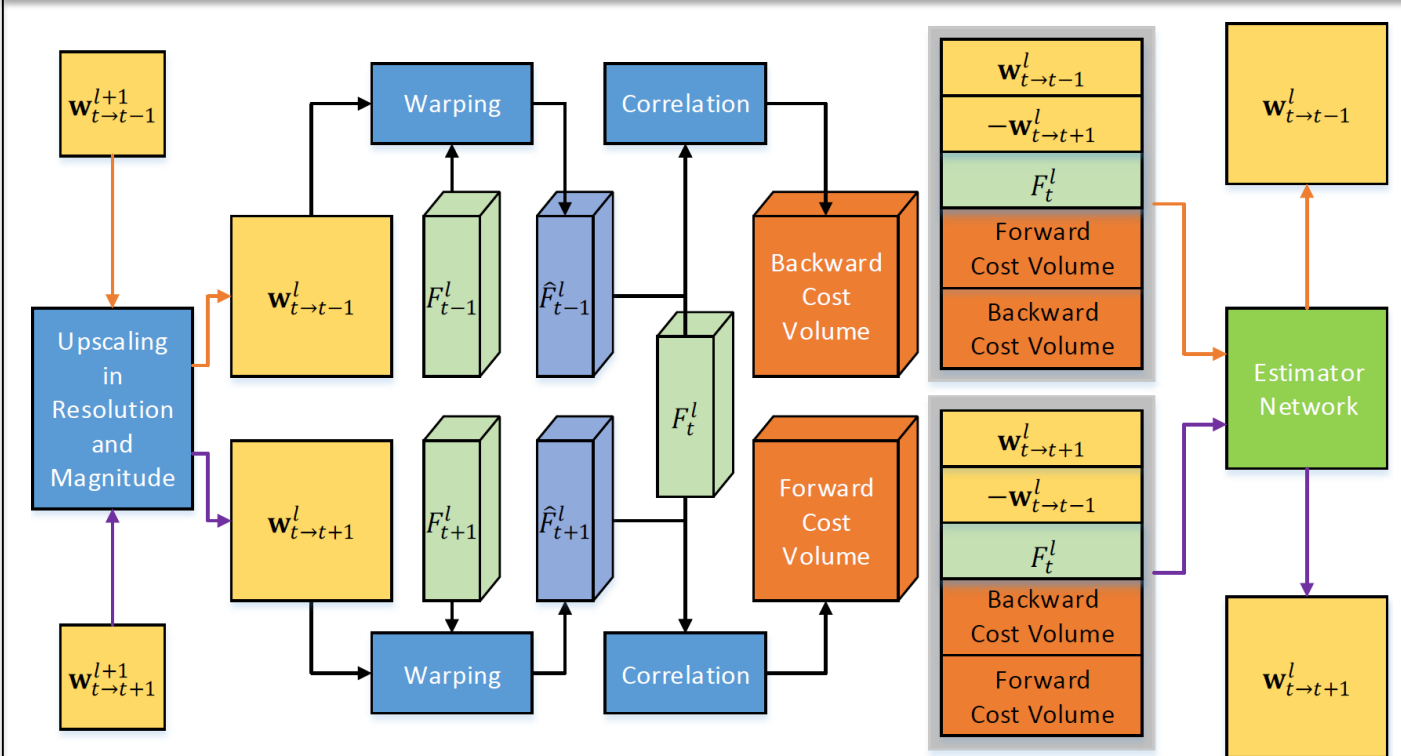 𝐰^{l+1}_{t→t−1}
Upscaling
in
Resolution
and
Magnitude
𝐰^{l+1}_{t→t+1}
𝐰^l_{t→t−1}
𝐰^l_{t→t+1}
Warping
F^l_{t−1}
F̂^l_{t−1}
F^l_{t+1}
F̂^l_{t+1}
Warping
Correlation
F^l_t
Correlation
Backward
Cost
Volume
Forward
Cost
Volume
𝐰^l_{t→t−1}
−𝐰^l_{t→t+1}
F^l_t
Forward
Cost Volume
Backward
Cost Volume
𝐰^l_{t→t+1}
−𝐰^l_{t→t−1}
F^l_t
Backward
Cost Volume
Forward
Cost Volume
𝐰^l_{t→t−1}
Estimator
Network
𝐰^l_{t→t+1}